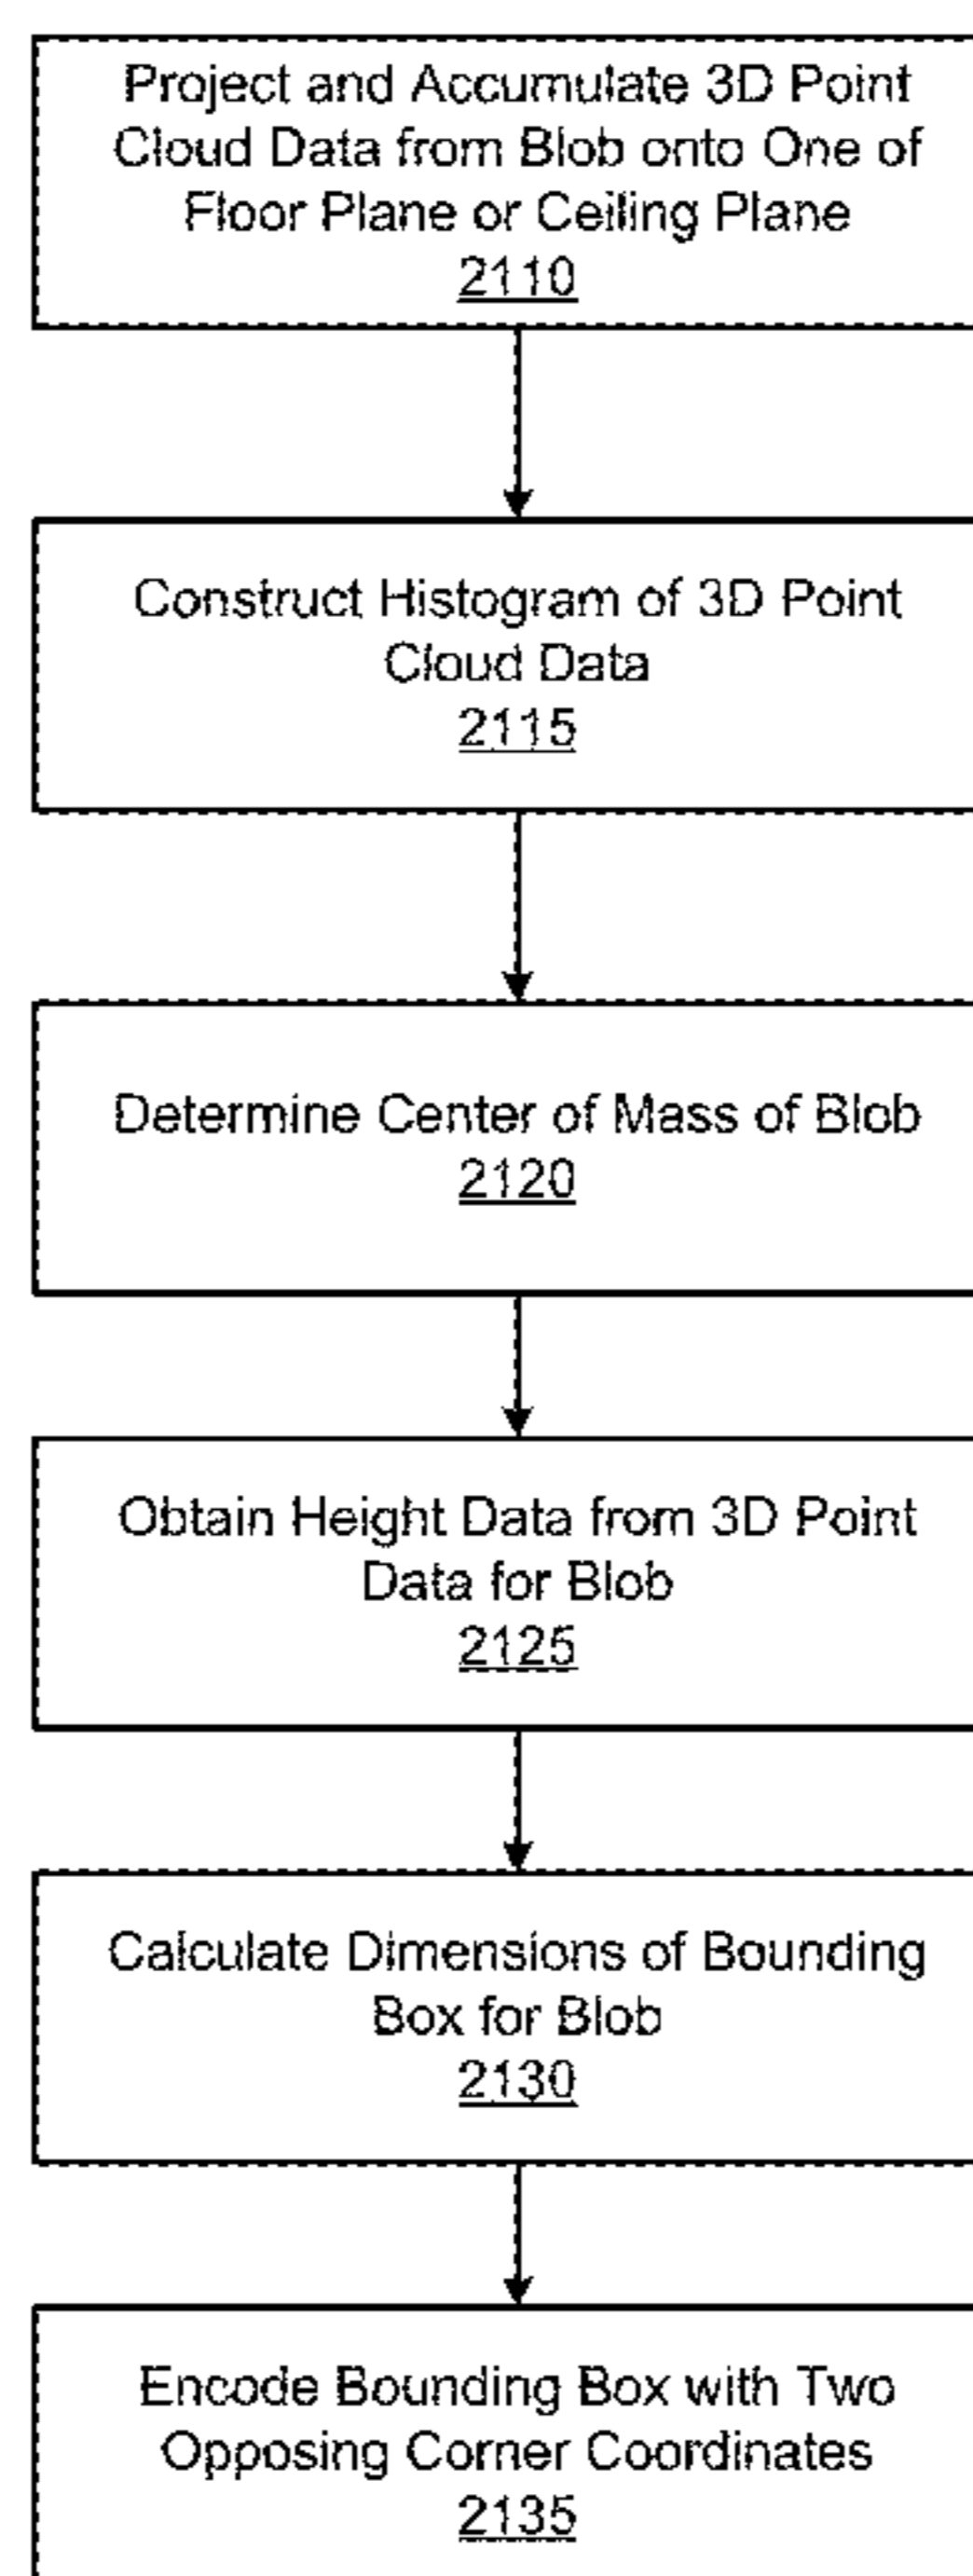 Project and Accumulate 3D Point
Cloud Data from Blob onto One of
Floor Plane or Ceiling Plane
2110
Construct Histogram of 3D Point
Cloud Data
2115
Determine Center of Mass of Blob
2120
Obtain Height Data from 3D Point
Data for Blob
2125
Calculate Dimensions of Bounding
Box for Blob
2130
Encode Bounding Box with Two
Opposing Corner Coordinates
2135